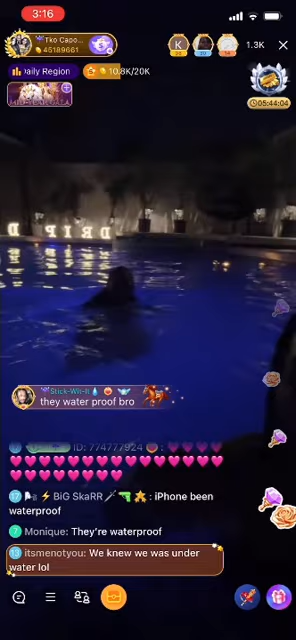 3:16
Tko Capo...
45189661
1.3K
Daily Region
10.8K/20K
05:44:04
DRIP D
Stick-Wit-It
they water proof bro
ID: 774777924
BiG SkaRR : iPhone been
waterproof
Monique: They're waterproof
itsmenotyou: We knew we was under
water lol